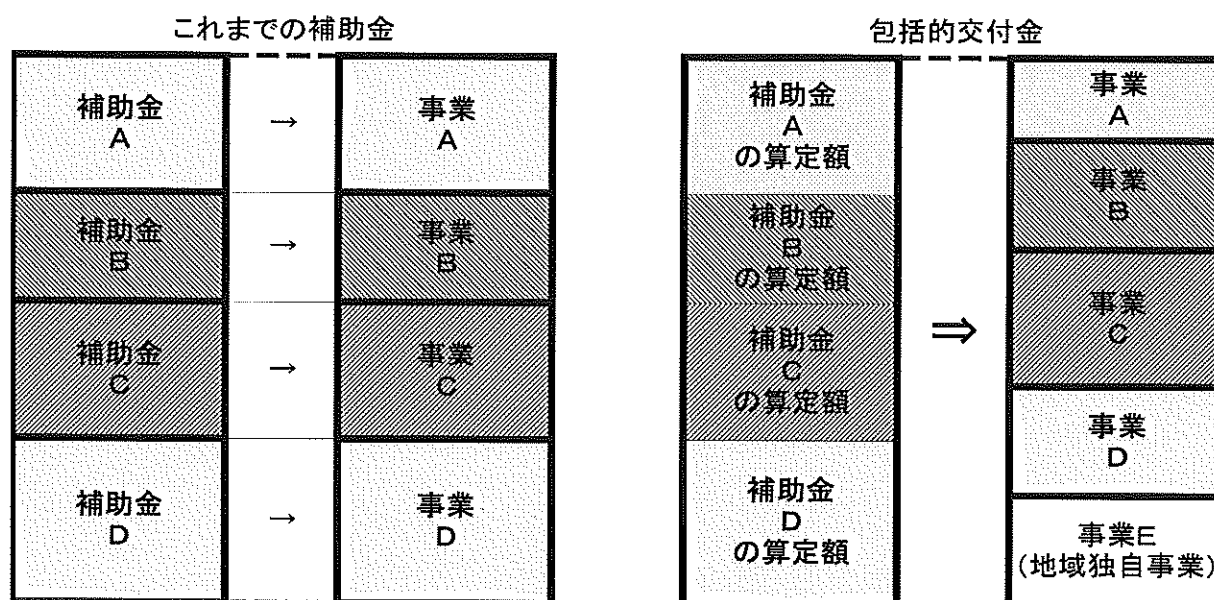 これまでの補助金
補助金
A
→
事業
A
補助金
B
→
事業
B
補助金
C
→
事業
C
補助金
D
→
事業
D
包括的交付金
補助金
A
の算定額
補助金
B
の算定額
補助金
C
の算定額
補助金
D
の算定額
⇒
事業
A
事業
B
事業
C
事業
D
事業E
(地域独自事業)